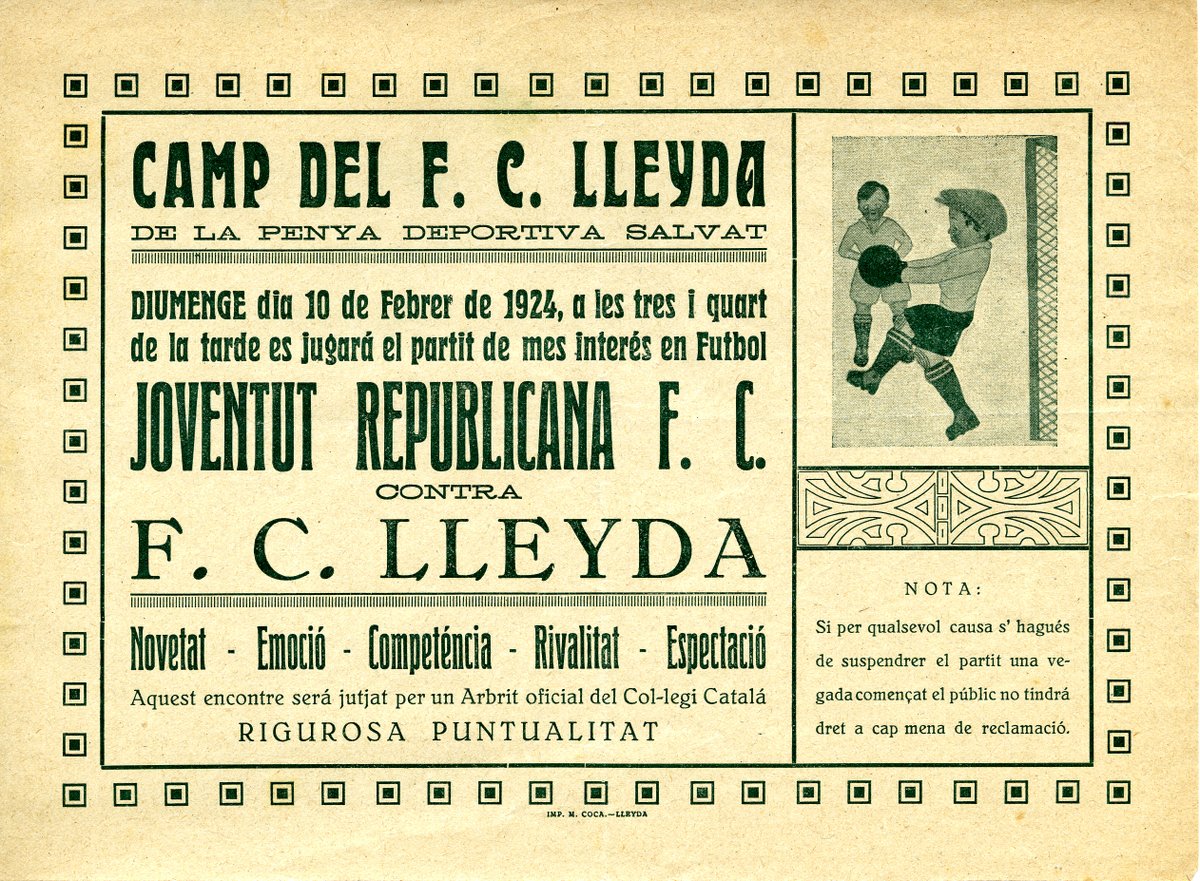 CAMP DEL F. C. LLEYDA
DE LA PENYA DEPORTIVA SALVAT
DIUMENGE dia 10 de Febrer de 1924, a les tres i quart
de la tarde es jugará el partit de mes interés en Futbol
JOVENTUT REPUBLICANA F. C.
CONTRA
F. C. LLEYDA
Novetat - Emoció - Competéncia - Rivalitat - Espectació
Aquest encontre será jutjat per un Arbrit oficial del Col-legi Catalá
RIGUROSA PUNTUALITAT
NOTA:
Si per qualsevol causa s' hagués
de suspendrer el partit una ve-
gada començat el públic no tindrá
dret a cap mena de reclamació.
IMP. M. COCA.—LLEYDA